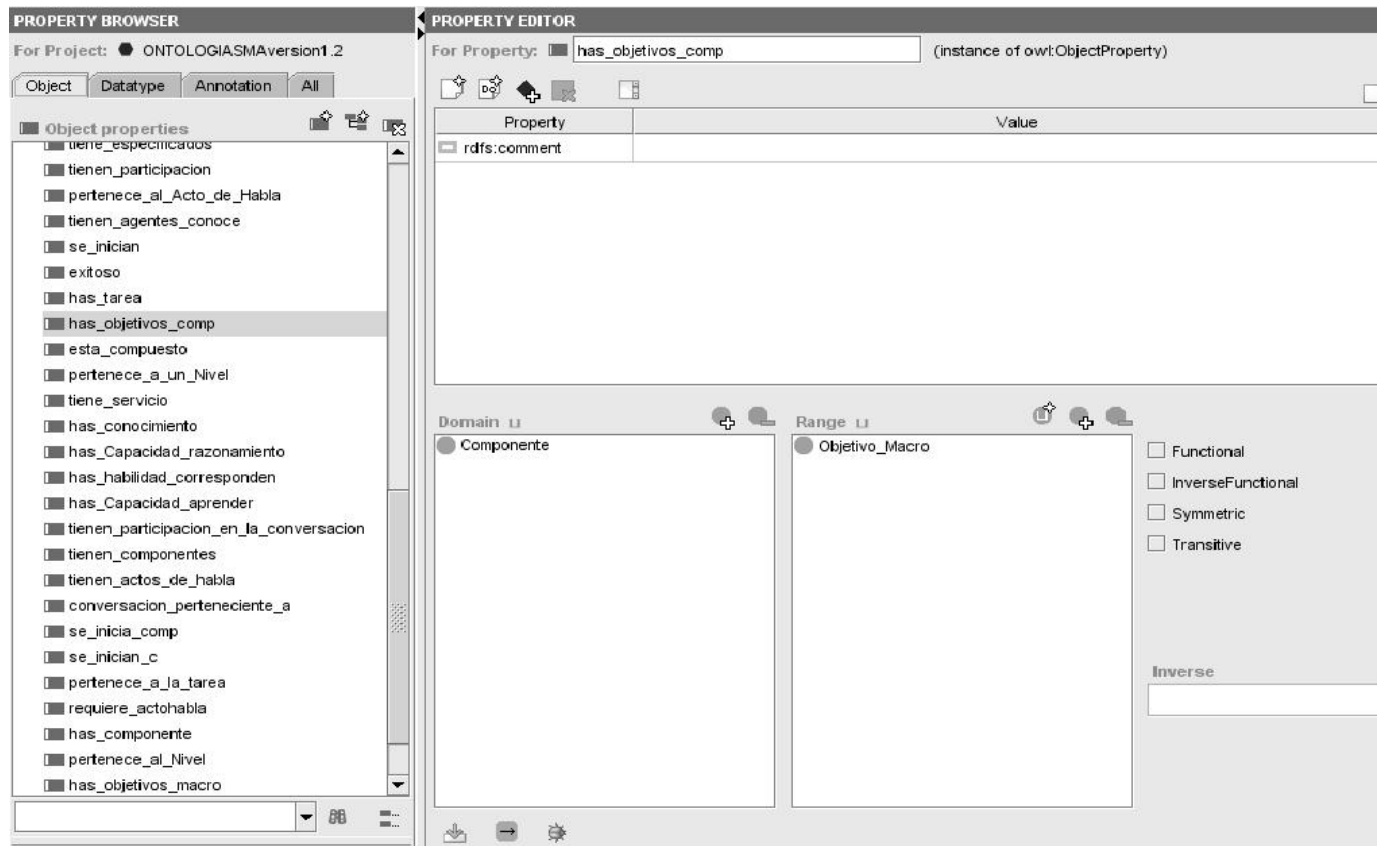 PROPERTY BROWSER
For Project: ONTOLOGIASMAversion1.2
Object Datatype Annotation All
Object properties
tiene_especificados
tienen_participacion
pertenece_al_Acto_de_Habla
tienen_agentes_conoce
se_inician
exitoso
has_tarea
has_objetivos_comp
esta_compuesto
pertenece_a_un_Nivel
tiene_servicio
has_conocimiento
has_Capacidad_razonamiento
has_habilidad_corresponden
has_Capacidad_aprender
tienen_participacion_en_la_conversacion
tienen_componentes
tienen_actos_de_habla
conversacion_perteneciente_a
se_inicia_comp
se_inician_c
pertenece_a_la_tarea
requiere_actohabla
has_componente
pertenece_al_Nivel
has_objetivos_macro
PROPERTY EDITOR
For Property: has_objetivos_comp (instance of owl:ObjectProperty)
Property Value
rdfs:comment
Domain ⊔
Componente
Range ⊔
Objetivo_Macro
Functional
InverseFunctional
Symmetric
Transitive
Inverse